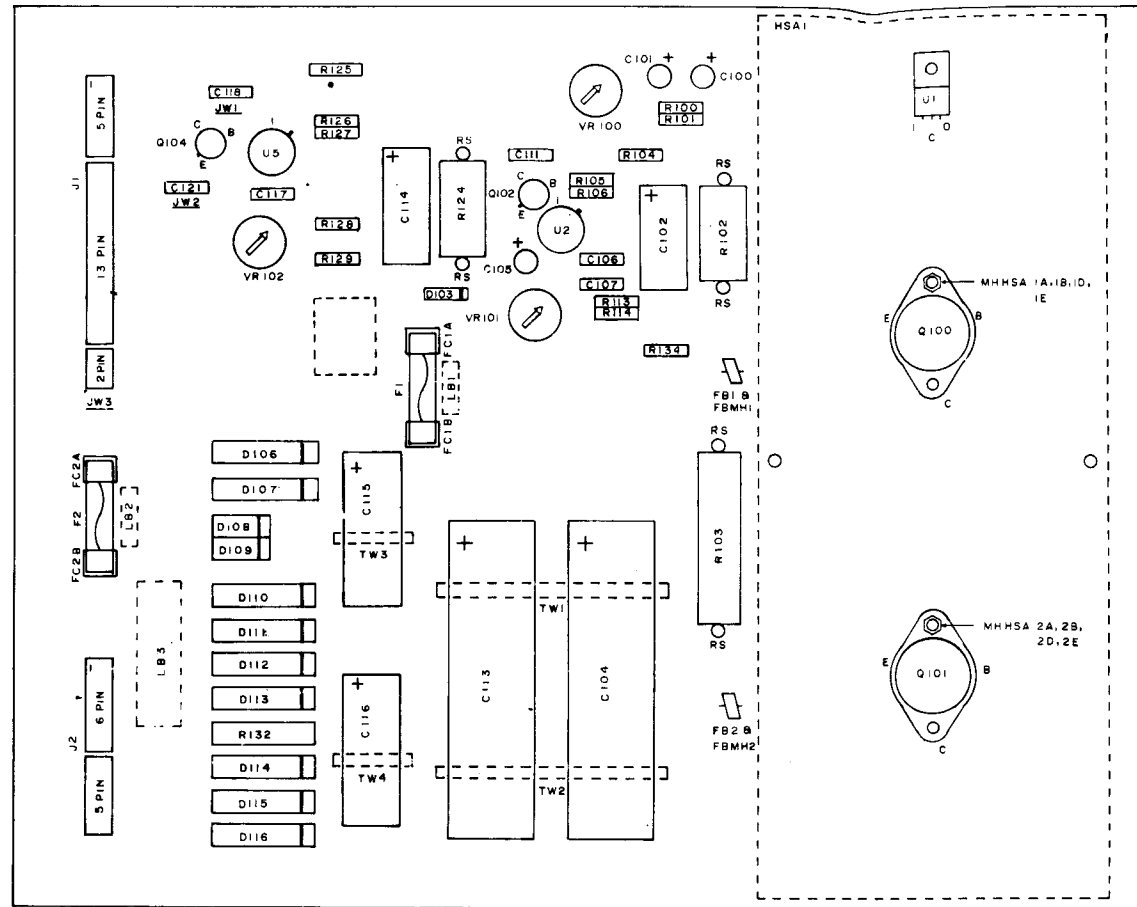 HSA1
R125
C101 +
+ C100
VR100
R100
R101
U1
I C O
5 PIN
C118
JW1
R126
R127
C
B
E
Q104
I
U5
C121
JW2
C117
VR102
R128
R129
J1
13 PIN
2 PIN
JW3
+
C114
RS
R124
RS
C111
Q102
C
B
E
I
U2
R104
R105
R106
+
C105
C106
C107
D103
VR101
R113
R114
R134
+
C102
RS
R102
RS
MHHSA 1A,1B,1D,
1E
E
Q100
B
C
F1
FC1A
FC1B
LB1
FB1 &
FBMH1
FC2A
F2
FC2B
LB2
D106
D107
D108
D109
D110
D111
D112
D113
R132
D114
D115
D116
+
C115
TW3
LB3
+
C113
+
C104
TW1
TW2
RS
R103
RS
J2
6 PIN
5 PIN
+
C116
TW4
FB2 &
FBMH2
MHHSA 2A,2B,
2D,2E
E
Q101
B
C